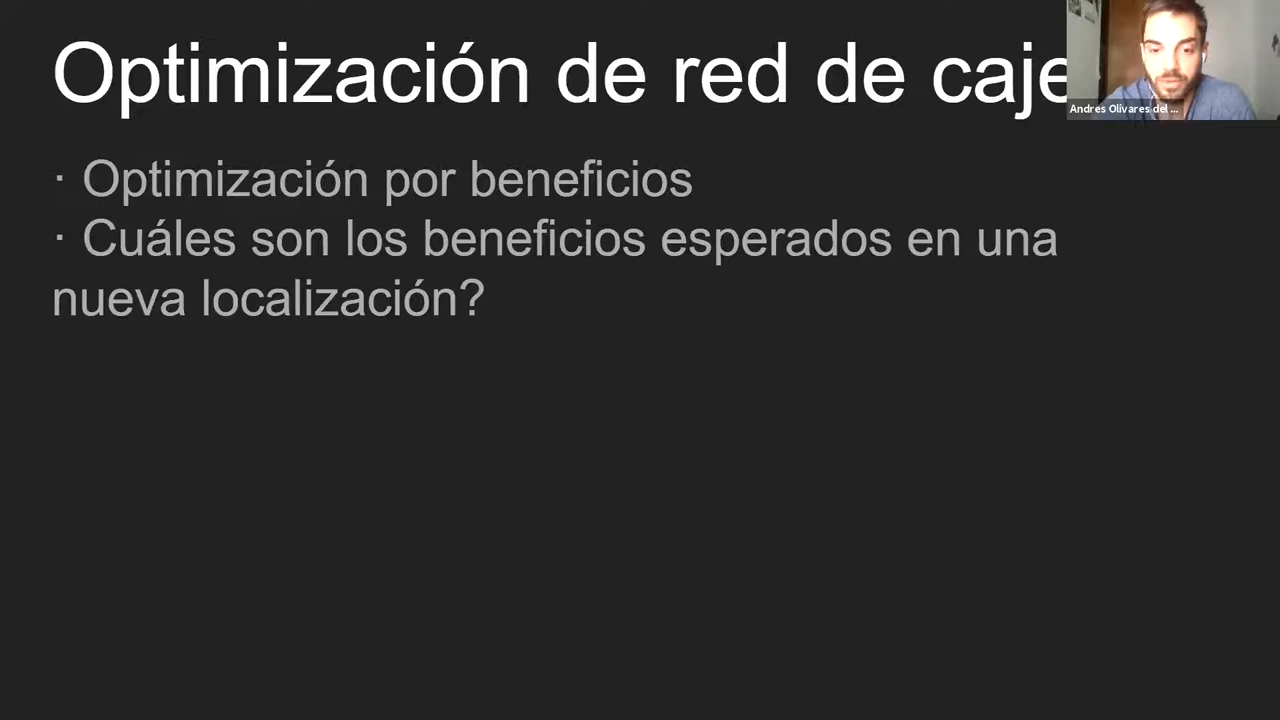 Optimización de red de caje
Andres Olivares del ...
· Optimización por beneficios
· Cuáles son los beneficios esperados en una
nueva localización?